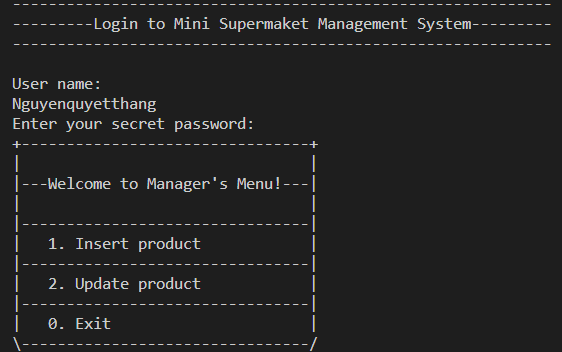 ------------------------------------------------------------
---------Login to Mini Supermaket Management System---------
------------------------------------------------------------
User name:
Nguyenquyetthang
Enter your secret password:
+--------------------------------+
|                                |
|---Welcome to Manager's Menu!---|
|                                |
|--------------------------------|
|   1. Insert product            |
|--------------------------------|
|   2. Update product            |
|--------------------------------|
|   0. Exit                      |
\--------------------------------/